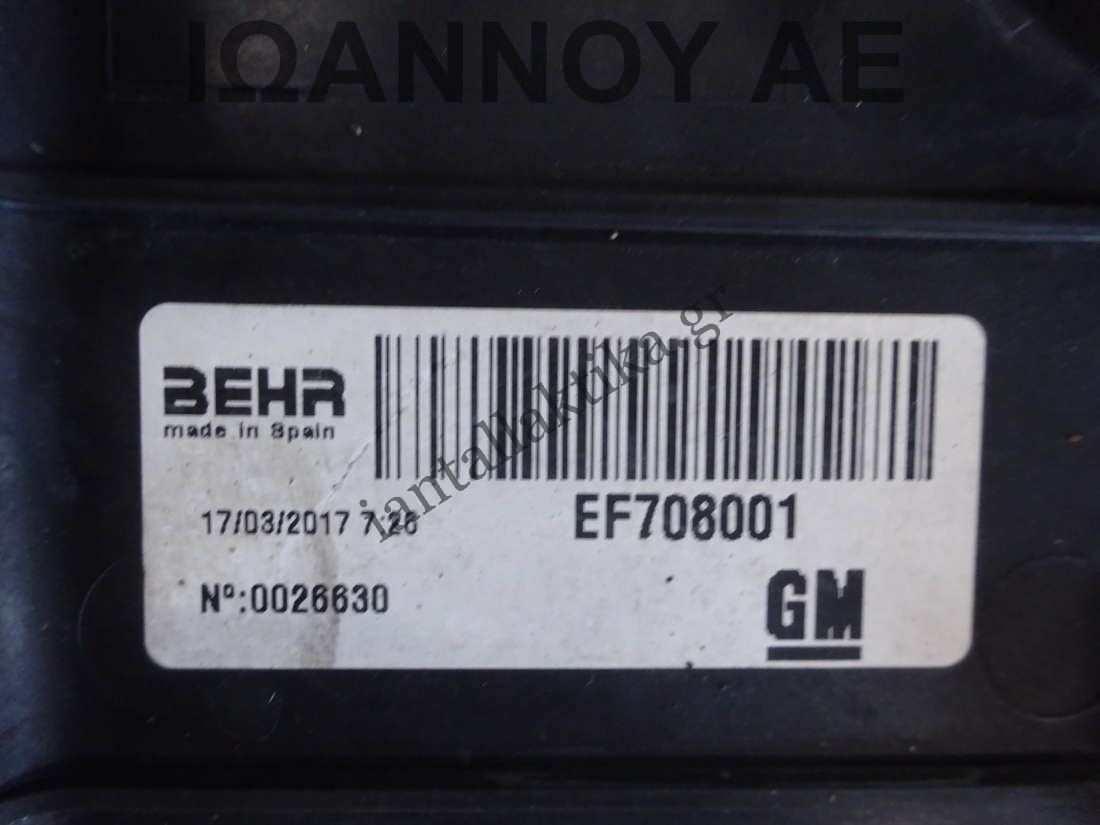 ΙΩΑΝΝΟΥ ΑΕ
BEHR
made in Spain
iantallaktika.gr
17/03/2017 7:26
EF708001
Nº:0026630
GM